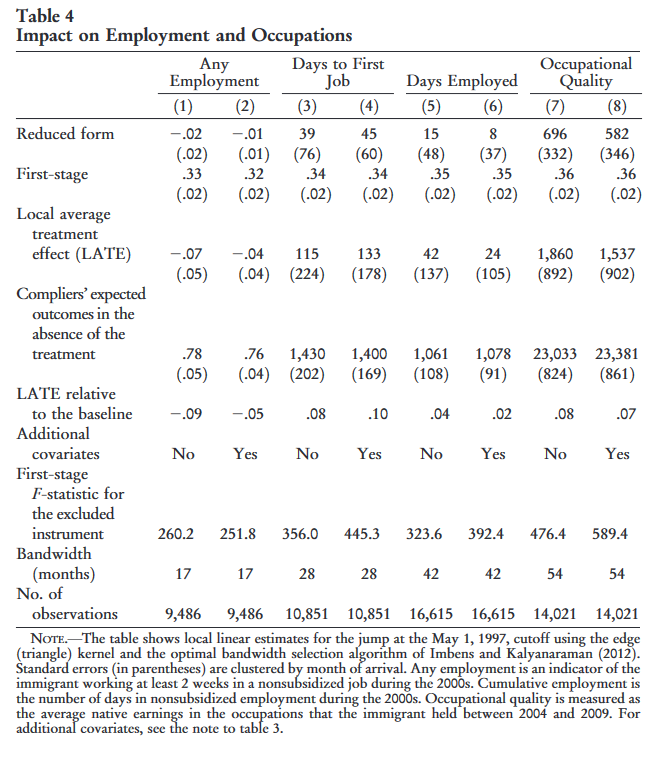 Table 4
Impact on Employment and Occupations
Any Employment Days to First Job Days Employed Occupational Quality
(1) (2) (3) (4) (5) (6) (7) (8)
Reduced form −.02 −.01 39 45 15 8 696 582
(.02) (.01) (76) (60) (48) (37) (332) (346)
First-stage .33 .32 .34 .34 .35 .35 .36 .36
(.02) (.02) (.02) (.02) (.02) (.02) (.02) (.02)
Local average
treatment
effect (LATE) −.07 −.04 115 133 42 24 1,860 1,537
(.05) (.04) (224) (178) (137) (105) (892) (902)
Compliers’ expected
outcomes in the
absence of the
treatment .78 .76 1,430 1,400 1,061 1,078 23,033 23,381
(.05) (.04) (202) (169) (108) (91) (824) (861)
LATE relative
to the baseline −.09 −.05 .08 .10 .04 .02 .08 .07
Additional
covariates No Yes No Yes No Yes No Yes
First-stage
F-statistic for
the excluded
instrument 260.2 251.8 356.0 445.3 323.6 392.4 476.4 589.4
Bandwidth
(months) 17 17 28 28 42 42 54 54
No. of
observations 9,486 9,486 10,851 10,851 16,615 16,615 14,021 14,021
NOTE.—The table shows local linear estimates for the jump at the May 1, 1997, cutoff using the edge
(triangle) kernel and the optimal bandwidth selection algorithm of Imbens and Kalyanaraman (2012).
Standard errors (in parentheses) are clustered by month of arrival. Any employment is an indicator of the
immigrant working at least 2 weeks in a nonsubsidized job during the 2000s. Cumulative employment is
the number of days in nonsubsidized employment during the 2000s. Occupational quality is measured as
the average native earnings in the occupations that the immigrant held between 2004 and 2009. For
additional covariates, see the note to table 3.